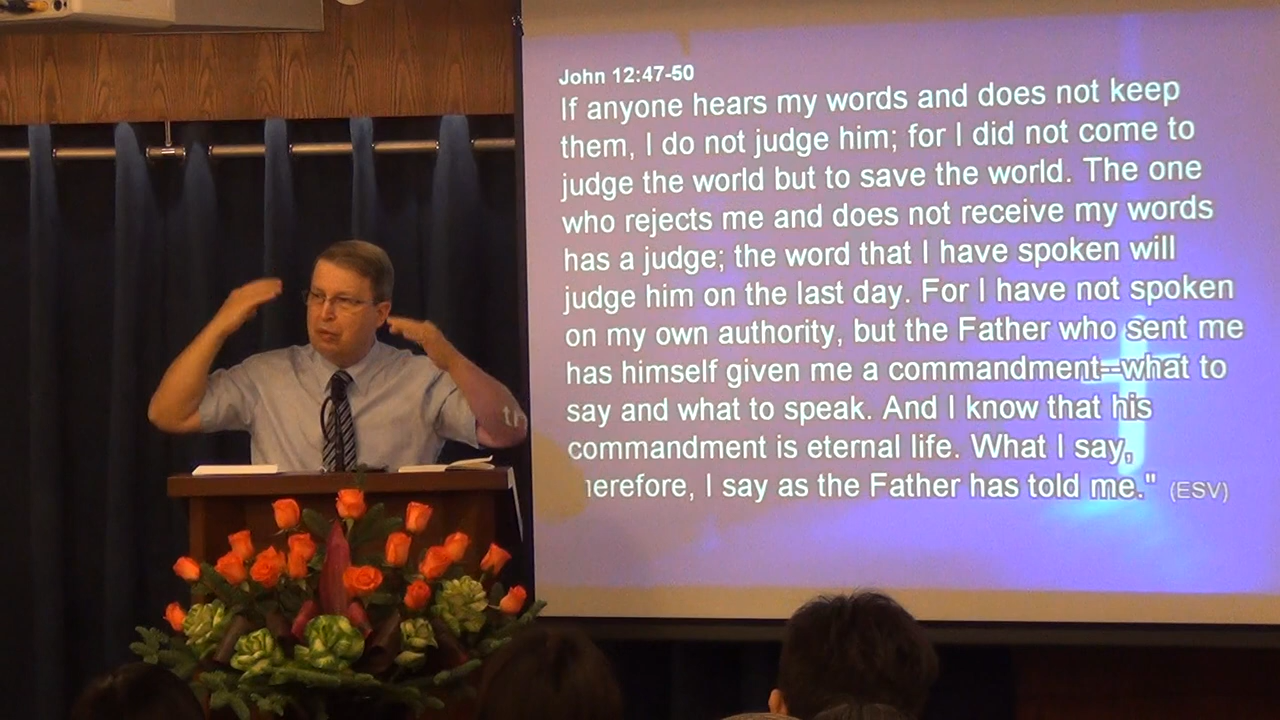 John 12:47-50
If anyone hears my words and does not keep
them, I do not judge him; for I did not come to
judge the world but to save the world. The one
who rejects me and does not receive my words
has a judge; the word that I have spoken will
judge him on the last day. For I have not spoken
on my own authority, but the Father who sent me
has himself given me a commandment--what to
say and what to speak. And I know that his
commandment is eternal life. What I say,
herefore, I say as the Father has told me." (ESV)